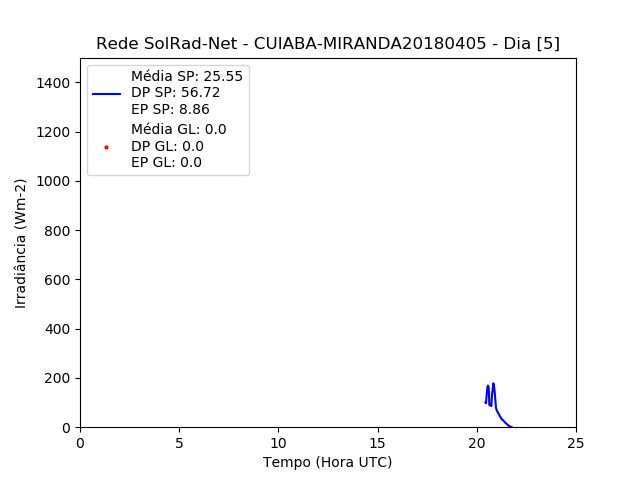 Rede SolRad-Net - CUIABA-MIRANDA20180405 - Dia [5]
Média SP: 25.55
DP SP: 56.72
EP SP: 8.86
Média GL: 0.0
DP GL: 0.0
EP GL: 0.0
1400
1200
1000
800
600
400
200
0
Irradiância (Wm-2)
0 5 10 15 20 25
Tempo (Hora UTC)